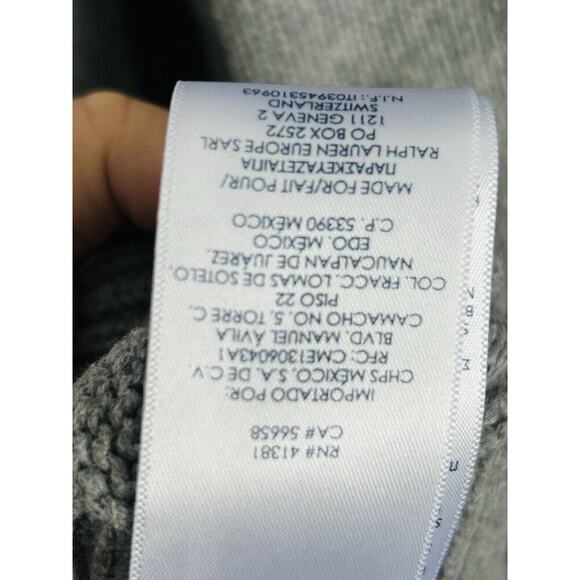 RN# 41381
CA# 56658
IMPORTADO POR:
CHPS MÉXICO, S.A. DE C.V
RFC: CME1306043A1
BLVD. MANUEL ÁVILA
CAMACHO NO. 5, TORRE C,
PISO 22
COL. FRACC. LOMAS DE SOTELO,
NAUCALPAN DE JUAREZ,
EDO. MÉXICO
C.P. 53390 MÉXICO
MADE FOR/FAIT POUR/
ΠΑΡΑΣΚΕΥΑΖΕΤΑΙΓΙΑ
RALPH LAUREN EUROPE SARL
PO BOX 2572
1211 GENEVA 2
SWITZERLAND
N.I.F.: IT03945310963